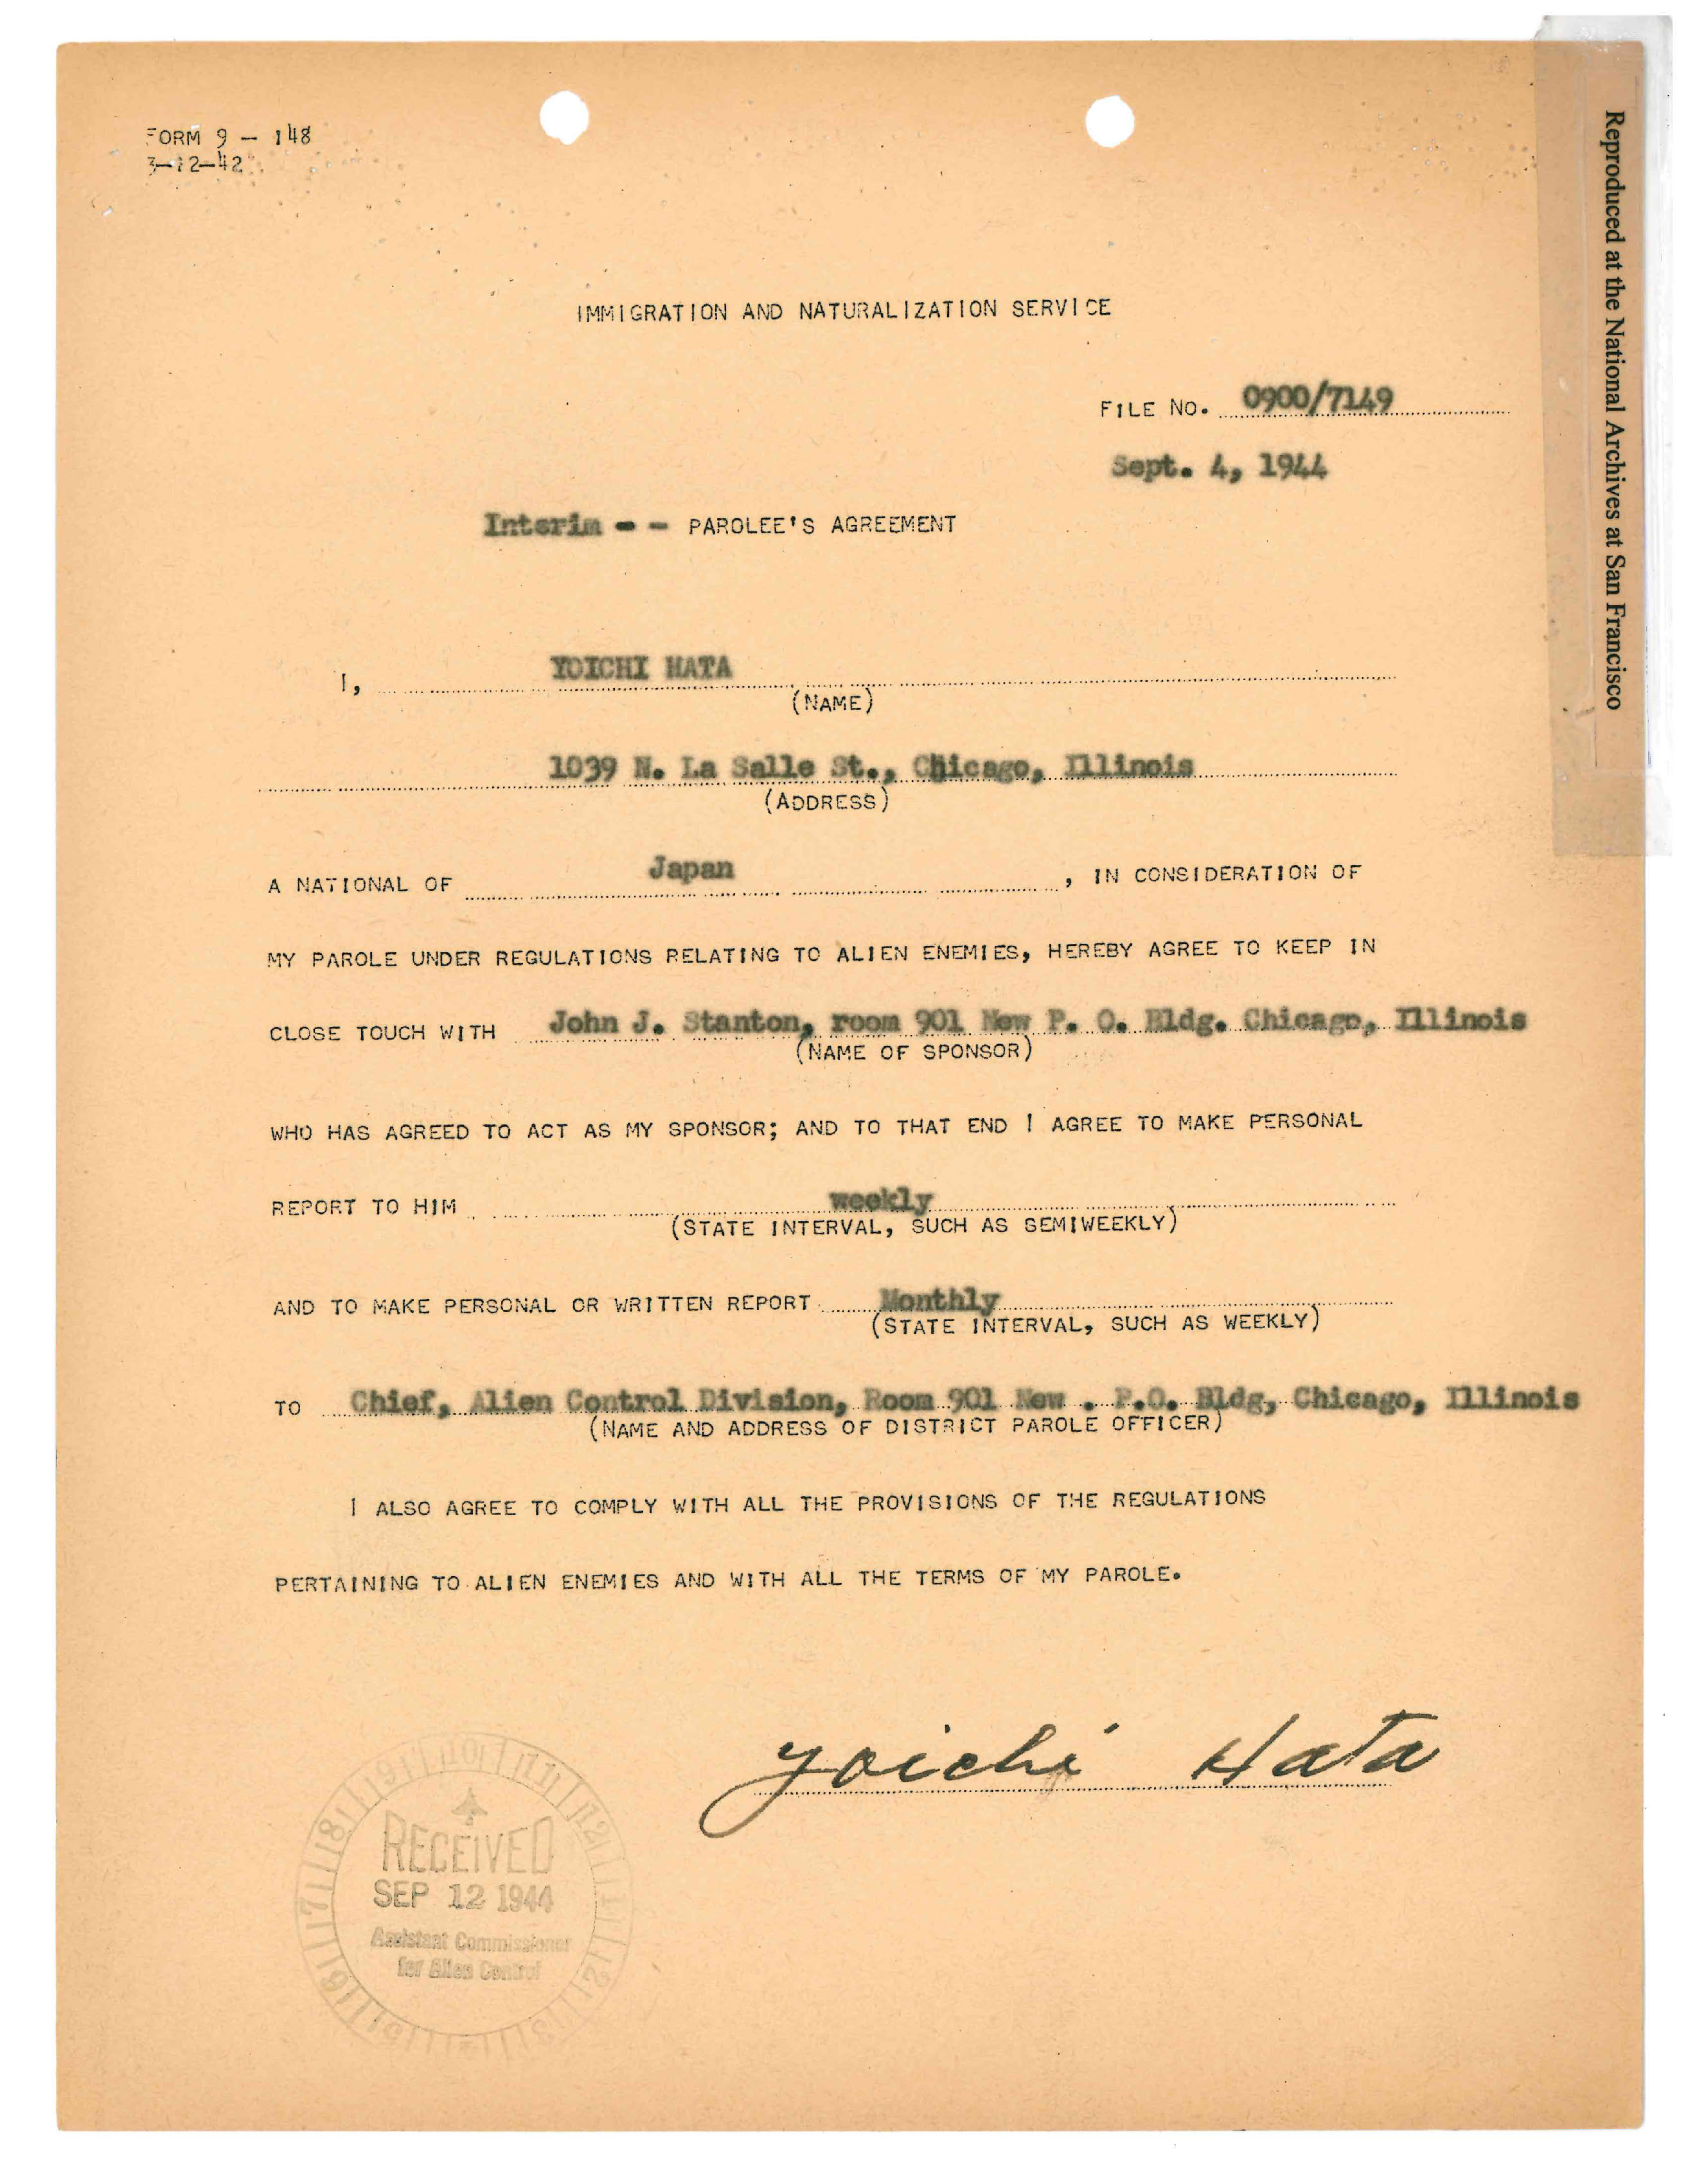 FORM 9 - 148
3-12-42
IMMIGRATION AND NATURALIZATION SERVICE
FILE NO. 0900/7149
Sept. 4, 1944
Interim - - PAROLEE'S AGREEMENT
I, YOICHI HATA
(NAME)
1039 N. La Salle St., Chicago, Illinois
(ADDRESS)
A NATIONAL OF Japan, IN CONSIDERATION OF
MY PAROLE UNDER REGULATIONS RELATING TO ALIEN ENEMIES, HEREBY AGREE TO KEEP IN
CLOSE TOUCH WITH John J. Stanton, room 901 New P. O. Bldg. Chicago, Illinois
(NAME OF SPONSOR)
WHO HAS AGREED TO ACT AS MY SPONSOR; AND TO THAT END I AGREE TO MAKE PERSONAL
REPORT TO HIM weekly
(STATE INTERVAL, SUCH AS SEMIWEEKLY)
AND TO MAKE PERSONAL OR WRITTEN REPORT Monthly
(STATE INTERVAL, SUCH AS WEEKLY)
TO Chief, Alien Control Division, Room 901 New . P.O. Bldg, Chicago, Illinois
(NAME AND ADDRESS OF DISTRICT PAROLE OFFICER)
I ALSO AGREE TO COMPLY WITH ALL THE PROVISIONS OF THE REGULATIONS
PERTAINING TO ALIEN ENEMIES AND WITH ALL THE TERMS OF MY PAROLE.
Yoichi Hata
RECEIVED
SEP 12 1944
Assistant Commissioner
for Alien Control
Reproduced at the National Archives at San Francisco